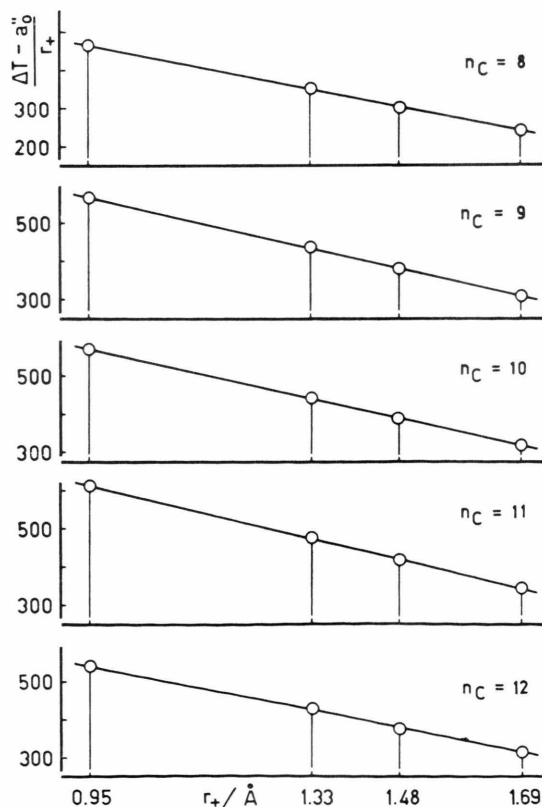 ΔT − a₀″
r₊
n_C = 8
300
200
n_C = 9
500
300
n_C = 10
500
300
n_C = 11
500
300
n_C = 12
500
300
0.95 r₊/Å 1.33 1.48 1.69